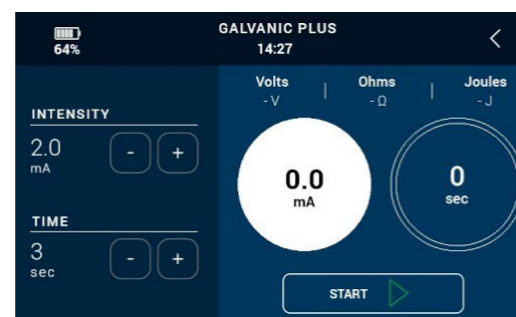 GALVANIC PLUS
64% 14:27
Volts Ohms Joules
- V - Ω - J
INTENSITY
2.0
mA
- +
0.0
mA
0
sec
TIME
3
sec
- +
START